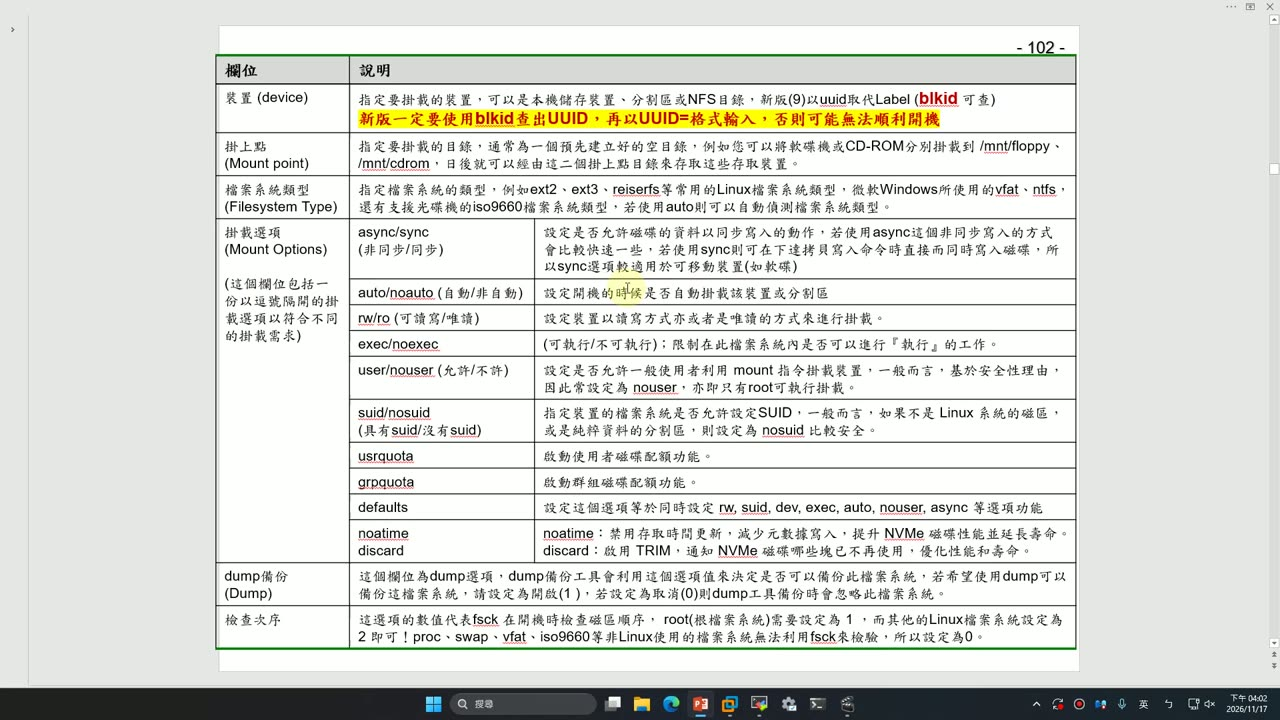 - 102 -
欄位 說明
裝置 (device) 指定要掛載的裝置，可以是本機儲存裝置、分割區或NFS目錄，新版(9)以uuid取代Label (blkid 可查)
新版一定要使用blkid查出UUID，再以UUID=格式輸入，否則可能無法順利開機
掛上點
(Mount point)
指定要掛載的目錄，通常為一個預先建立好的空目錄，例如您可以將軟碟機或CD-ROM分別掛載到 /mnt/floppy、
/mnt/cdrom，日後就可以經由這二個掛上點目錄來存取這些存取裝置。
檔案系統類型
(Filesystem Type)
指定檔案系統的類型，例如ext2、ext3、reiserfs等常用的Linux檔案系統類型，微軟Windows所使用的vfat、ntfs，
還有支援光碟機的iso9660檔案系統類型，若使用auto則可以自動偵測檔案系統類型。
掛載選項
(Mount Options)
(這個欄位包括一
份以逗號隔開的掛
載選項以符合不同
的掛載需求)
async/sync
(非同步/同步)
設定是否允許磁碟的資料以同步寫入的動作，若使用async這個非同步寫入的方式
會比較快速一些，若使用sync則可在下達拷貝寫入命令時直接而同時寫入磁碟，所
以sync選項較適用於可移動裝置(如軟碟)
auto/noauto (自動/非自動) 設定開機的時候是否自動掛載該裝置或分割區
rw/ro (可讀寫/唯讀) 設定裝置以讀寫方式亦或者是唯讀的方式來進行掛載。
exec/noexec (可執行/不可執行)；限制在此檔案系統內是否可以進行『執行』的工作。
user/nouser (允許/不許) 設定是否允許一般使用者利用 mount 指令掛載裝置，一般而言，基於安全性理由，
因此常設定為 nouser，亦即只有root可執行掛載。
suid/nosuid
(具有suid/沒有suid)
指定裝置的檔案系統是否允許設定SUID，一般而言，如果不是 Linux 系統的磁區，
或是純粹資料的分割區，則設定為 nosuid 比較安全。
usrquota 啟動使用者磁碟配額功能。
grpquota 啟動群組磁碟配額功能。
defaults 設定這個選項等於同時設定 rw, suid, dev, exec, auto, nouser, async 等選項功能
noatime
discard
noatime：禁用存取時間更新，減少元數據寫入，提升 NVMe 磁碟性能並延長壽命。
discard：啟用 TRIM，通知 NVMe 磁碟哪些塊已不再使用，優化性能和壽命。
dump備份
(Dump)
這個欄位為dump選項，dump備份工具會利用這個選項值來決定是否可以備份此檔案系統，若希望使用dump可以
備份這檔案系統，請設定為開啟(1 )，若設定為取消(0)則dump工具備份時會忽略此檔案系統。
檢查次序
這選項的數值代表fsck 在開機時檢查磁區順序， root(根檔案系統)需要設定為 1 ，而其他的Linux檔案系統設定為
2 即可！proc、swap、vfat、iso9660等非Linux使用的檔案系統無法利用fsck來檢驗，所以設定為0。
搜尋
英
ㄅ
下午 04:02
2026/11/17